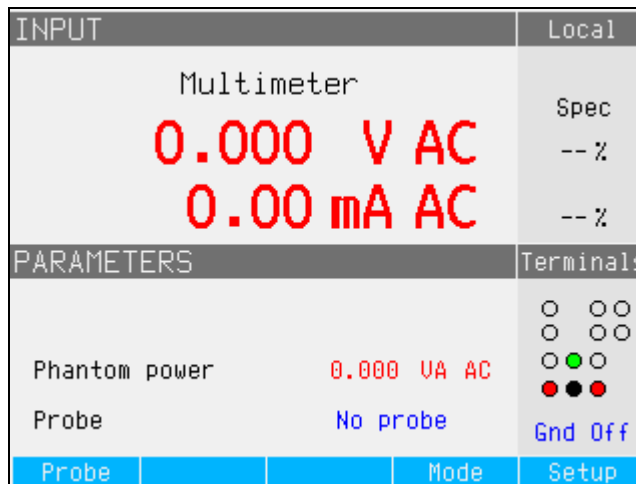 INPUT
Local
Multimeter
0.000 V AC
0.00 mA AC
Spec
-- %
-- %
PARAMETERS
Terminals
Phantom power 0.000 VA AC
Probe No probe
Gnd Off
Probe Mode Setup